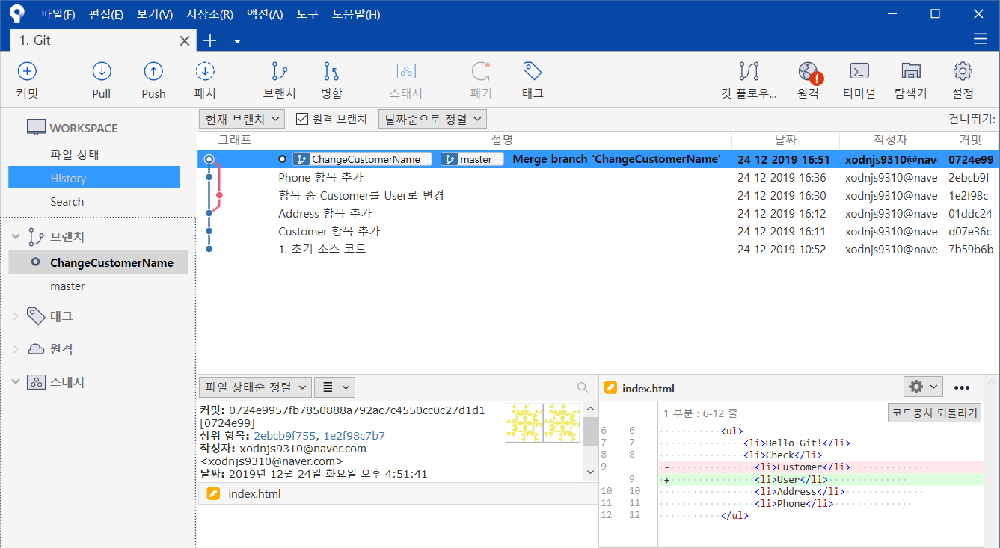 파일(F) 편집(E) 보기(V) 저장소(R) 액션(A) 도구 도움말(H)
1. Git
커밋 Pull Push 패치 브랜치 병합 스태시 폐기 태그 깃 플로우... 원격 터미널 탐색기 설정
WORKSPACE
파일 상태
History
Search
브랜치
ChangeCustomerName
master
태그
원격
스태시
현재 브랜치 원격 브랜치 날짜순으로 정렬 건너뛰기:
그래프 설명 날짜 작성자 커밋
ChangeCustomerName master Merge branch 'ChangeCustomerName' 24 12 2019 16:51 xodnjs9310@nav 0724e99
Phone 항목 추가 24 12 2019 16:36 xodnjs9310@nave 2ebcb9f
항목 중 Customer를 User로 변경 24 12 2019 16:30 xodnjs9310@nave 1e2f98c
Address 항목 추가 24 12 2019 16:12 xodnjs9310@nave 01ddc24
Customer 항목 추가 24 12 2019 16:11 xodnjs9310@nave d07e36c
1. 초기 소스 코드 24 12 2019 10:52 xodnjs9310@nave 7b59b6b
파일 상태순 정렬
커밋: 0724e9957fb7850888a792ac7c4550cc0c27d1d1
[0724e99]
상위 항목: 2ebcb9f755, 1e2f98c7b7
작성자: xodnjs9310@naver.com
<xodnjs9310@naver.com>
날짜: 2019년 12월 24일 화요일 오후 4:51:41
index.html
index.html
1 부분 : 6-12 줄 코드뭉치 되돌리기
6 6 <ul>
7 7 <li>Hello Git!</li>
8 8 <li>Check</li>
9 - <li>Customer</li>
9 + <li>User</li>
10 10 <li>Address</li>
11 11 <li>Phone</li>
12 12 </ul>